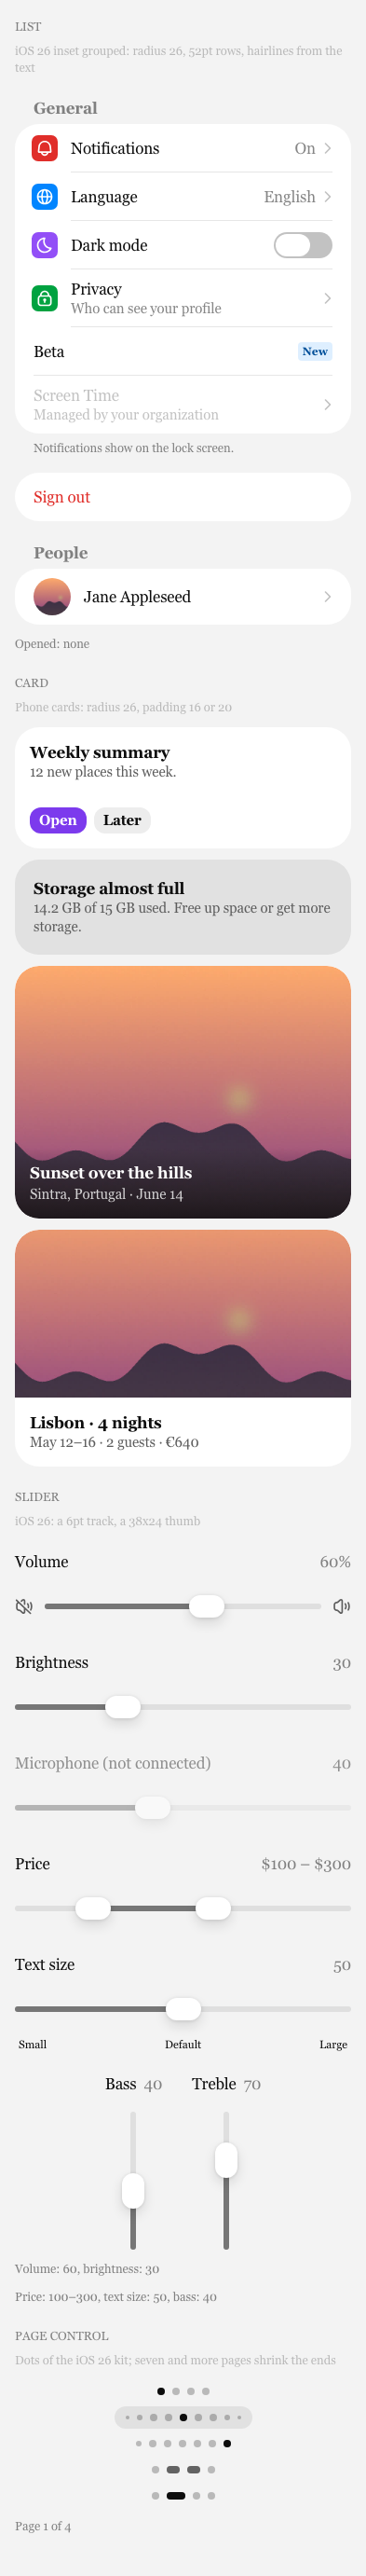 LIST
iOS 26 inset grouped: radius 26, 52pt rows, hairlines from the
text
General
Notifications On
Language English
Dark mode
Privacy
Who can see your profile
Beta New
Screen Time
Managed by your organization
Notifications show on the lock screen.
Sign out
People
Jane Appleseed
Opened: none
CARD
Phone cards: radius 26, padding 16 or 20
Weekly summary
12 new places this week.
Open Later
Storage almost full
14.2 GB of 15 GB used. Free up space or get more
storage.
Sunset over the hills
Sintra, Portugal · June 14
Lisbon · 4 nights
May 12–16 · 2 guests · €640
SLIDER
iOS 26: a 6pt track, a 38x24 thumb
Volume 60%
Brightness 30
Microphone (not connected) 40
Price $100 – $300
Text size 50
Small Default Large
Bass 40 Treble 70
Volume: 60, brightness: 30
Price: 100–300, text size: 50, bass: 40
PAGE CONTROL
Dots of the iOS 26 kit; seven and more pages shrink the ends
Page 1 of 4